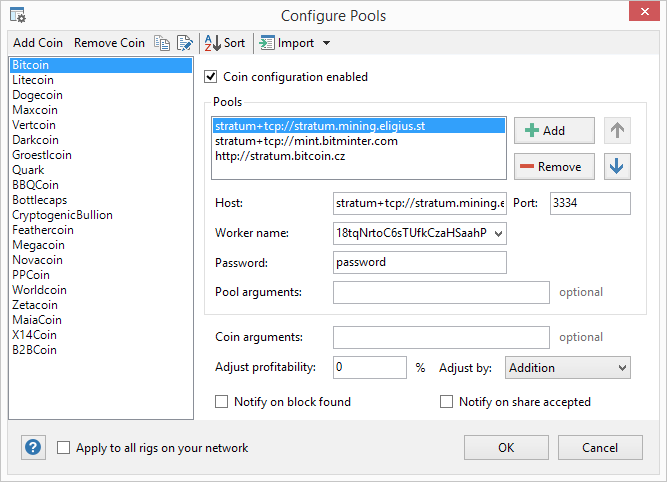 Configure Pools
Add Coin Remove Coin Sort Import
Bitcoin
Litecoin
Dogecoin
Maxcoin
Vertcoin
Darkcoin
Groestlcoin
Quark
BBQCoin
Bottlecaps
CryptogenicBullion
Feathercoin
Megacoin
Novacoin
PPCoin
Worldcoin
Zetacoin
MaiaCoin
X14Coin
B2BCoin
Coin configuration enabled
Pools
stratum+tcp://stratum.mining.eligius.st
stratum+tcp://mint.bitminter.com
http://stratum.bitcoin.cz
Add
Remove
Host: stratum+tcp://stratum.mining.e Port: 3334
Worker name: 18tqNrtoC6sTUfkCzaHSaahP
Password: password
Pool arguments: optional
Coin arguments: optional
Adjust profitability: 0 % Adjust by: Addition
Notify on block found Notify on share accepted
? Apply to all rigs on your network OK Cancel